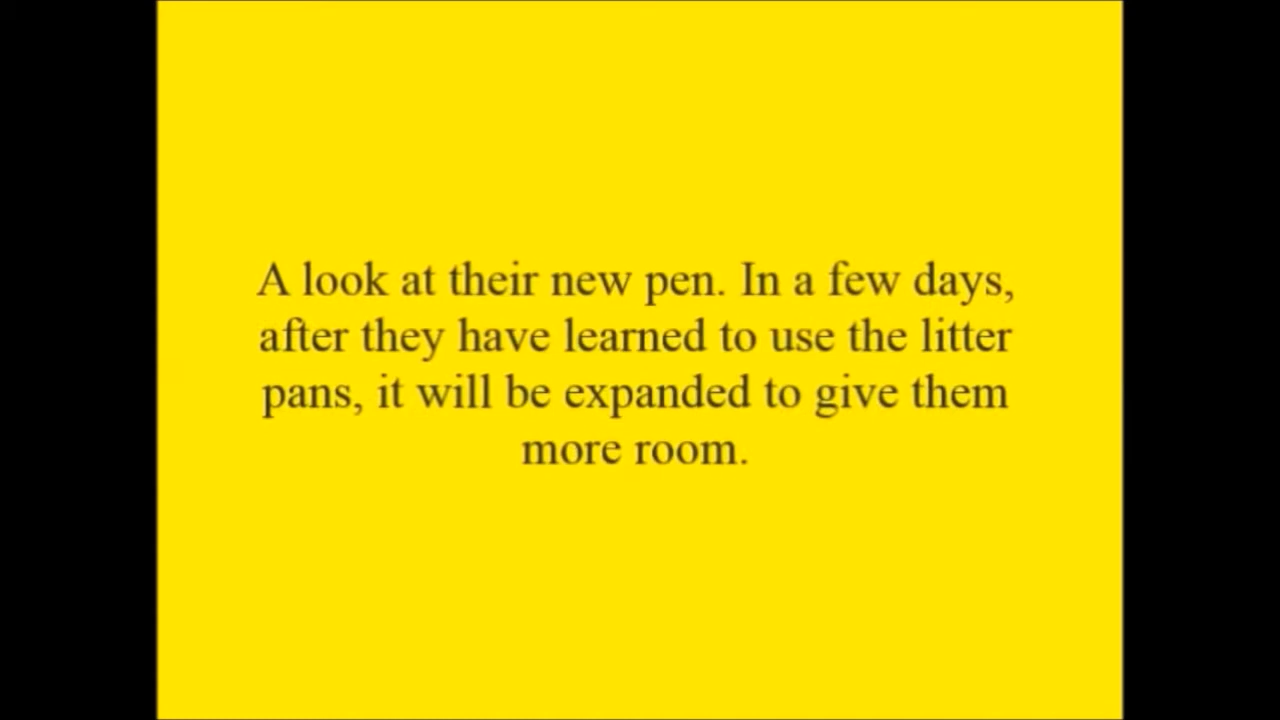 A look at their new pen. In a few days,
after they have learned to use the litter
pans, it will be expanded to give them
more room.